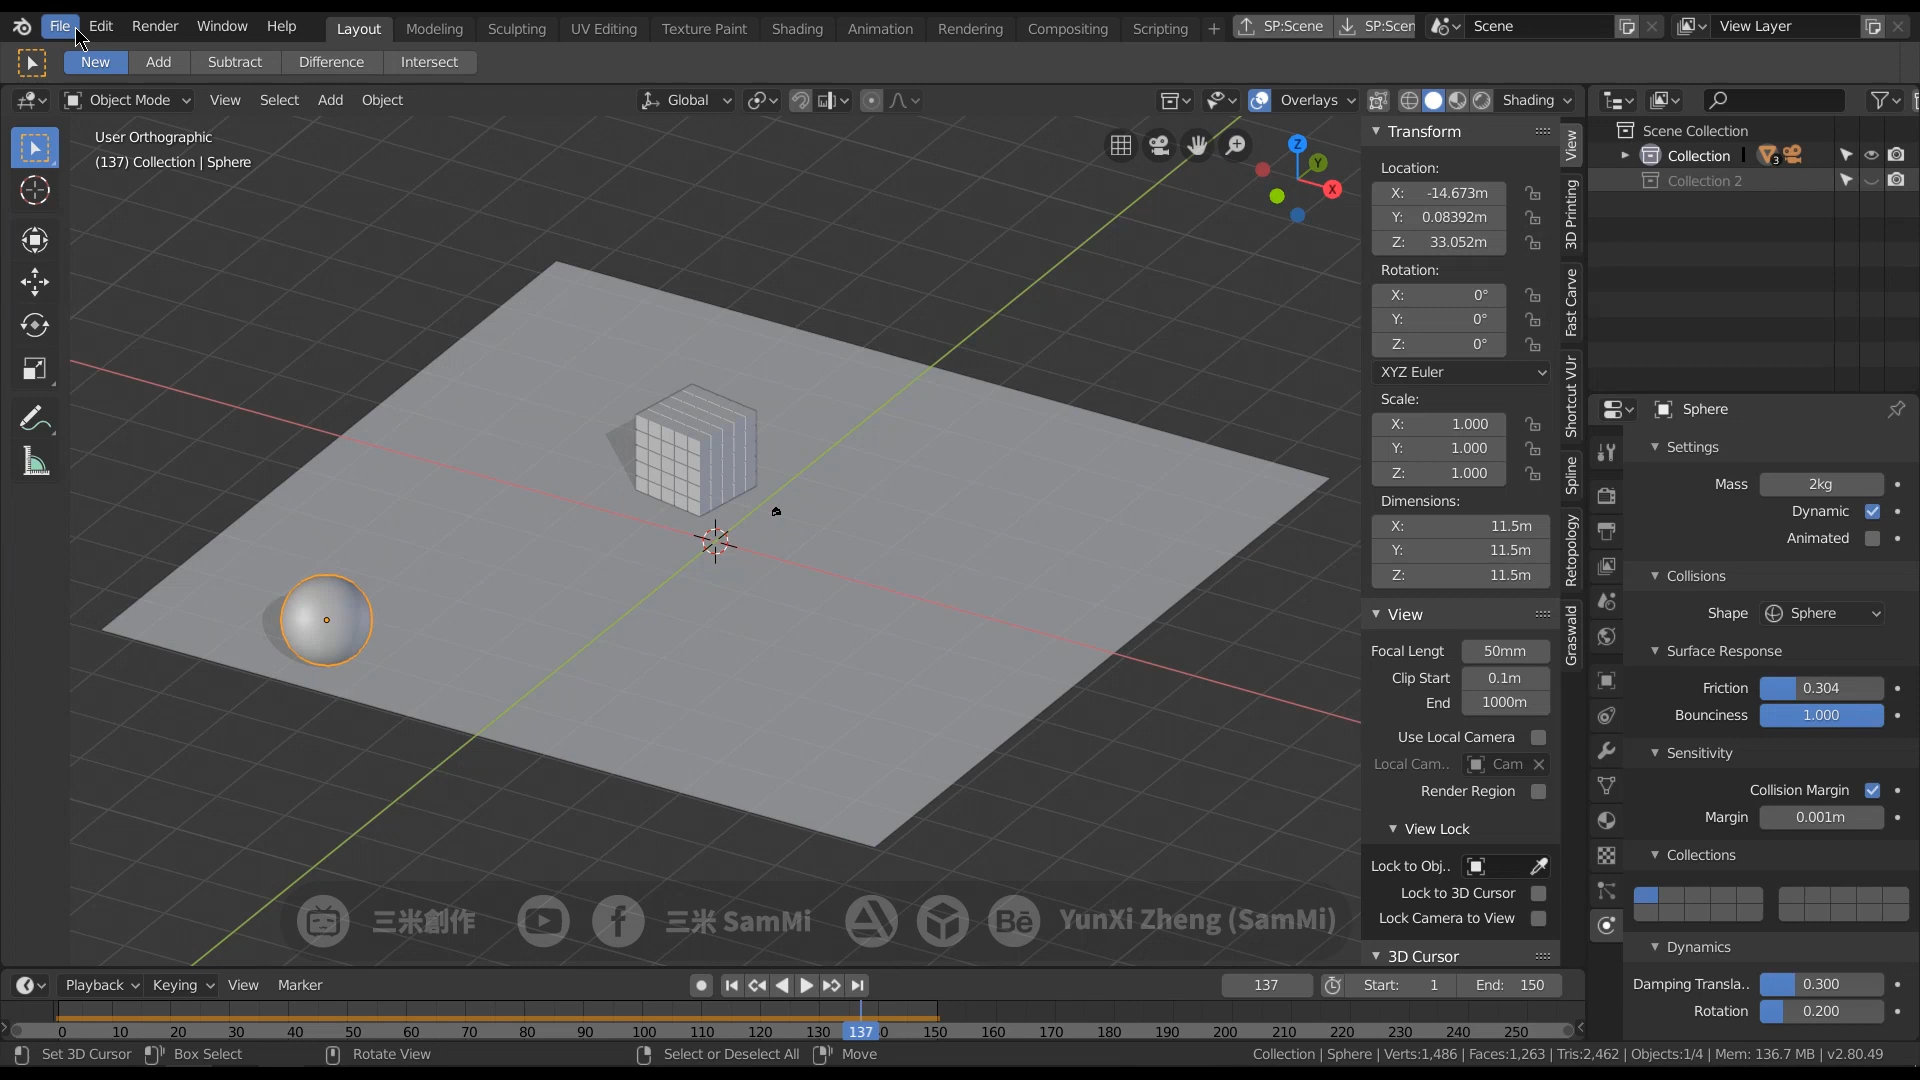 File Edit Render Window Help Layout Modeling Sculpting UV Editing Texture Paint Shading Animation Rendering Compositing Scripting + SP:Scene SP:Scen Scene View Layer
New Add Subtract Difference Intersect
Object Mode View Select Add Object Global Overlays Shading
User Orthographic
(137) Collection | Sphere
Z
Y
X
Transform
Location:
X: -14.673m
Y: 0.08392m
Z: 33.052m
Rotation:
X: 0°
Y: 0°
Z: 0°
XYZ Euler
Scale:
X: 1.000
Y: 1.000
Z: 1.000
Dimensions:
X: 11.5m
Y: 11.5m
Z: 11.5m
View
Focal Lengt 50mm
Clip Start 0.1m
End 1000m
Use Local Camera
Local Cam.. Cam
Render Region
View Lock
Lock to Obj..
Lock to 3D Cursor
Lock Camera to View
3D Cursor
View
3D Printing
Fast Carve
Shortcut VUr
Spline
Retopology
Graswald
Scene Collection
Collection 3
Collection 2
Sphere
Settings
Mass 2kg
Dynamic
Animated
Collisions
Shape Sphere
Surface Response
Friction 0.304
Bounciness 1.000
Sensitivity
Collision Margin
Margin 0.001m
Collections
Dynamics
Damping Transla.. 0.300
Rotation 0.200
三米創作 三米 SamMi Bē YunXi Zheng (SamMi)
Playback Keying View Marker 137 Start: 1 End: 150
0 10 20 30 40 50 60 70 80 90 100 110 120 130 137 0 150 160 170 180 190 200 210 220 230 240 250
Set 3D Cursor Box Select Rotate View Select or Deselect All Move Collection | Sphere | Verts:1,486 | Faces:1,263 | Tris:2,462 | Objects:1/4 | Mem: 136.7 MB | v2.80.49